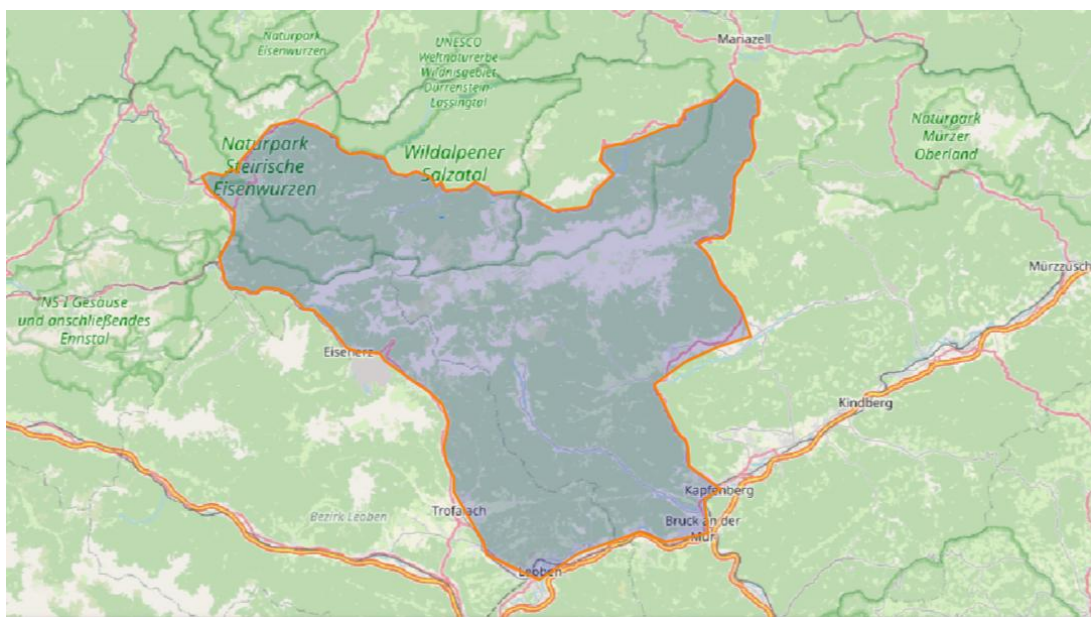 Mariazell
Naturpark
Eisenwurzen
UNESCO
Weltnaturerbe
Wildnisgebiet
Dürrenstein-
Lassingtal
Naturpark
Mürzer
Oberland
Naturpark
Steirische
Eisenwurzen
Wildalpener
Salzatal
Mürzzusch
NS I Gesäuse
und anschließendes
Ennstal
Eisenerz
Kindberg
Kapfenberg
Trofaiach
Bezirk Leoben
Bruck an der
Mur
Leoben